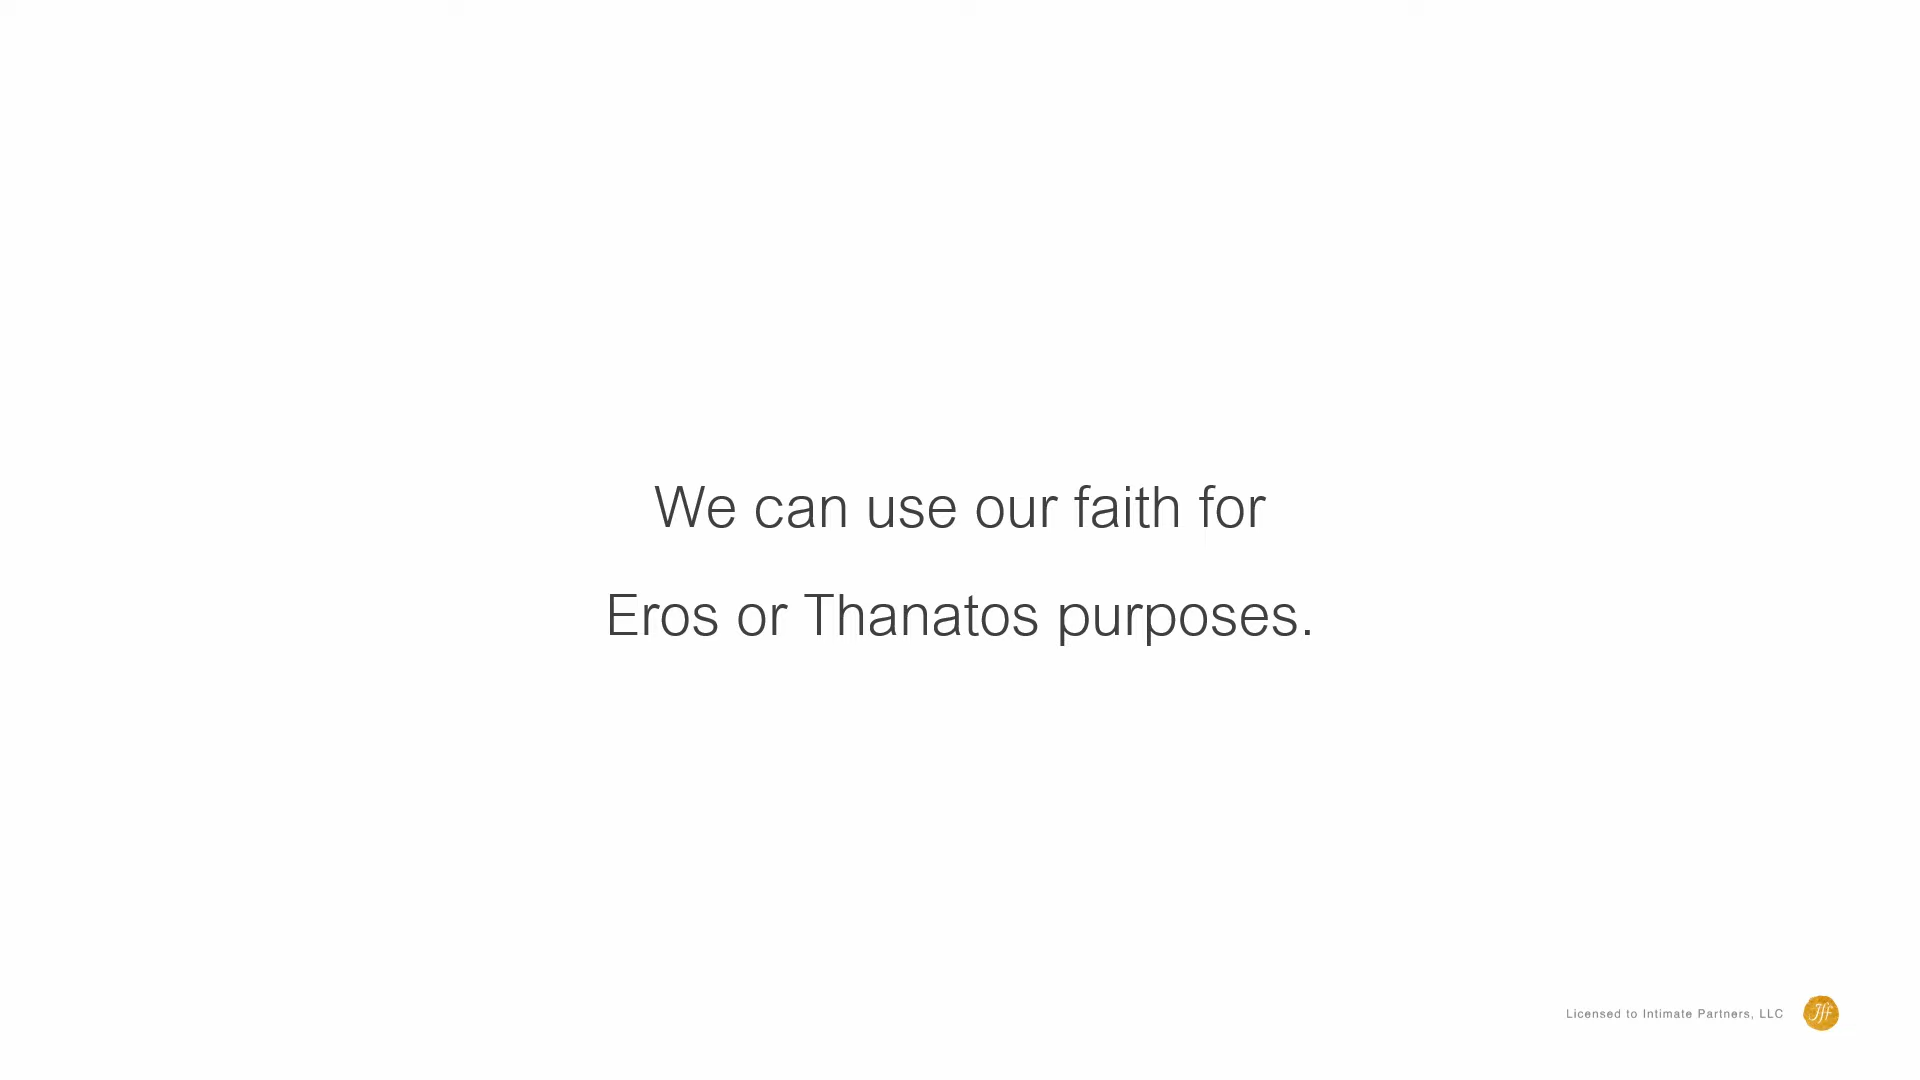 We can use our faith for
Eros or Thanatos purposes.
Licensed to Intimate Partners, LLC